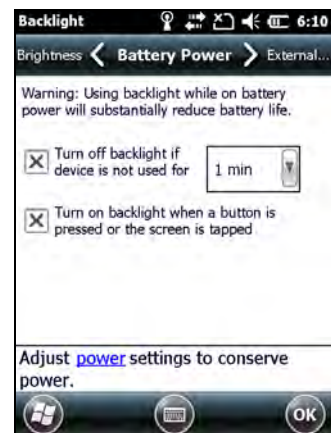 Backlight 6:10
Brightness Battery Power External...
Warning: Using backlight while on battery
power will substantially reduce battery life.
Turn off backlight if
device is not used for 1 min
Turn on backlight when a button is
pressed or the screen is tapped
Adjust power settings to conserve
power.
OK